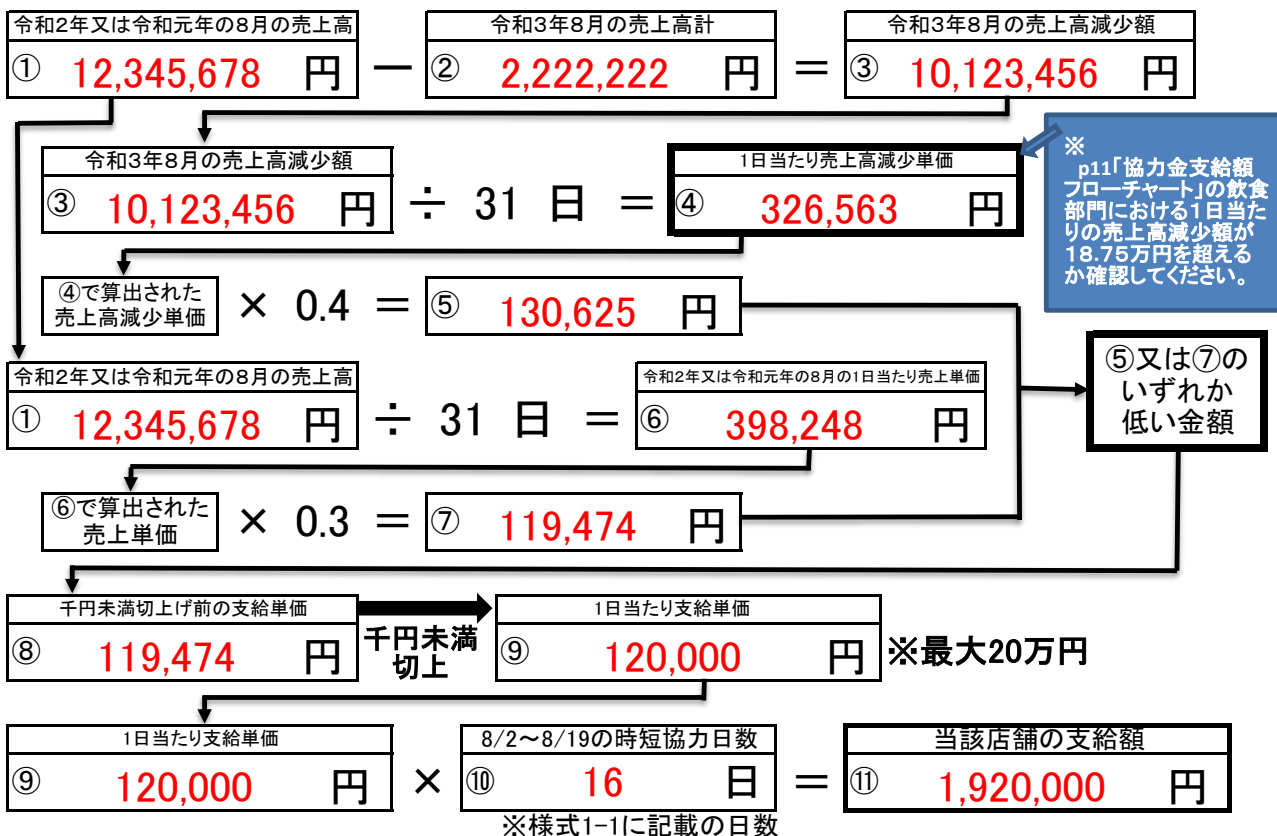 令和2年又は令和元年の8月の売上高
① 12,345,678 円
－
令和3年8月の売上高計
② 2,222,222 円
＝
令和3年8月の売上高減少額
③ 10,123,456 円
令和3年8月の売上高減少額
③ 10,123,456 円
÷ 31 日 ＝
1日当たり売上高減少単価
④ 326,563 円
※
p11「協力金支給額
フローチャート」の飲食
部門における1日当た
りの売上高減少額が
18.75万円を超える
か確認してください。
④で算出された
売上高減少単価
× 0.4 ＝
⑤ 130,625 円
令和2年又は令和元年の8月の売上高
① 12,345,678 円
÷ 31 日 ＝
令和2年又は令和元年の8月の1日当たり売上単価
⑥ 398,248 円
⑤又は⑦の
いずれか
低い金額
⑥で算出された
売上単価
× 0.3 ＝
⑦ 119,474 円
千円未満切上げ前の支給単価
⑧ 119,474 円
千円未満
切上
1日当たり支給単価
⑨ 120,000 円
※最大20万円
1日当たり支給単価
⑨ 120,000 円
×
8/2～8/19の時短協力日数
⑩ 16 日
※様式1-1に記載の日数
＝
当該店舗の支給額
⑪ 1,920,000 円